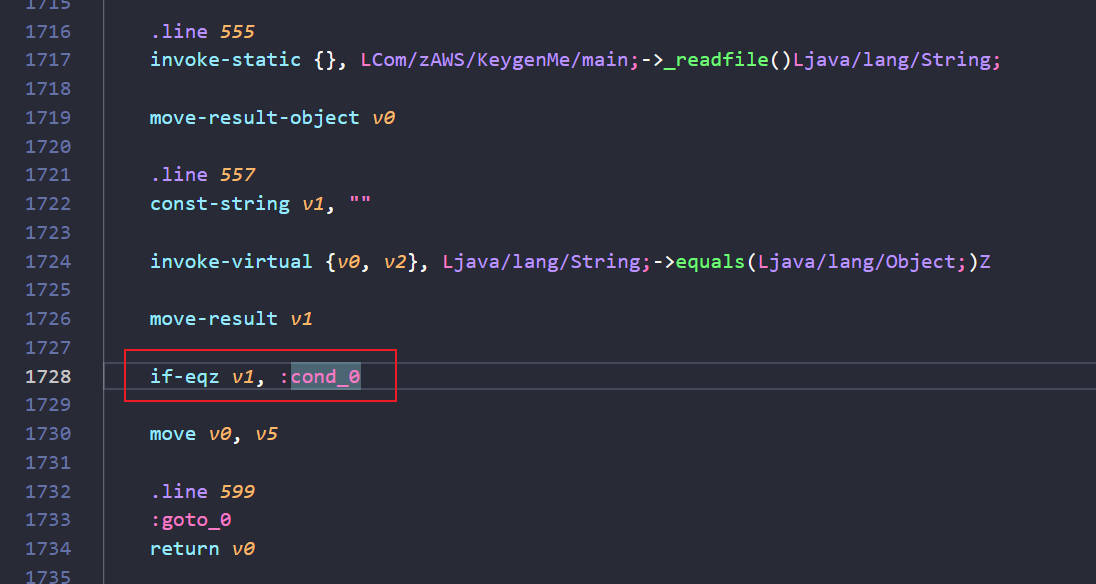 1715
1716 .line 555
1717 invoke-static {}, LCom/zAWS/KeygenMe/main;->_readfile()Ljava/lang/String;
1718
1719 move-result-object v0
1720
1721 .line 557
1722 const-string v1, ""
1723
1724 invoke-virtual {v0, v2}, Ljava/lang/String;->equals(Ljava/lang/Object;)Z
1725
1726 move-result v1
1727
1728 if-eqz v1, :cond_0
1729
1730 move v0, v5
1731
1732 .line 599
1733 :goto_0
1734 return v0
1735